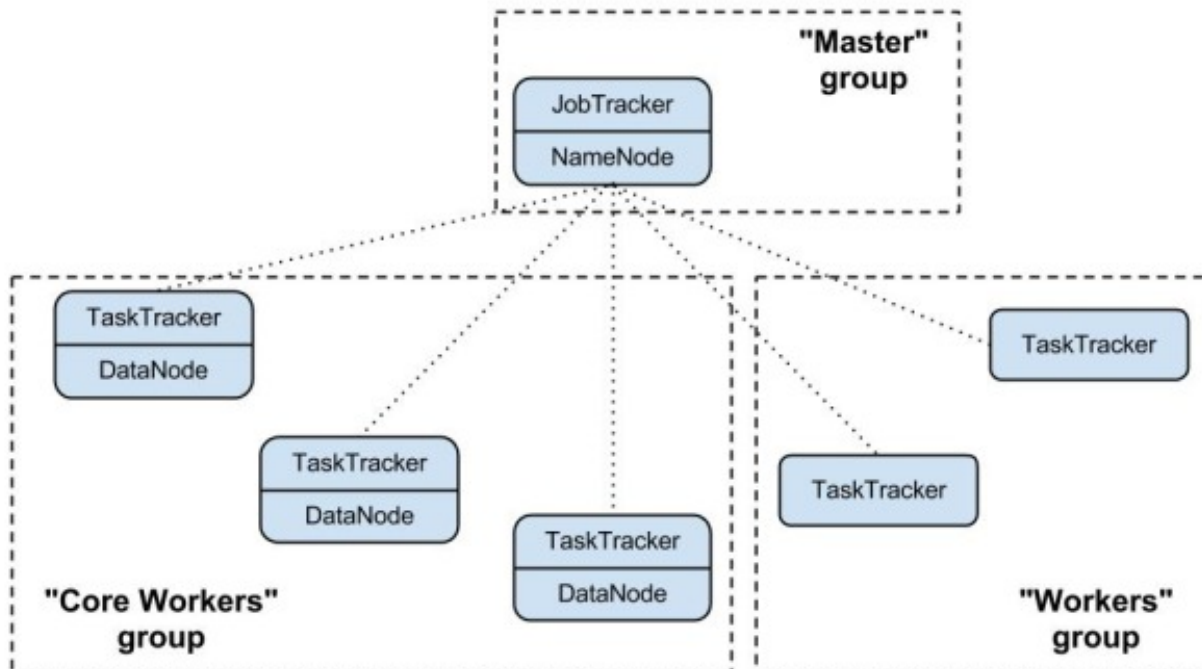 "Master"
group
JobTracker
NameNode
TaskTracker
DataNode
TaskTracker
DataNode
TaskTracker
DataNode
"Core Workers"
group
TaskTracker
TaskTracker
"Workers"
group